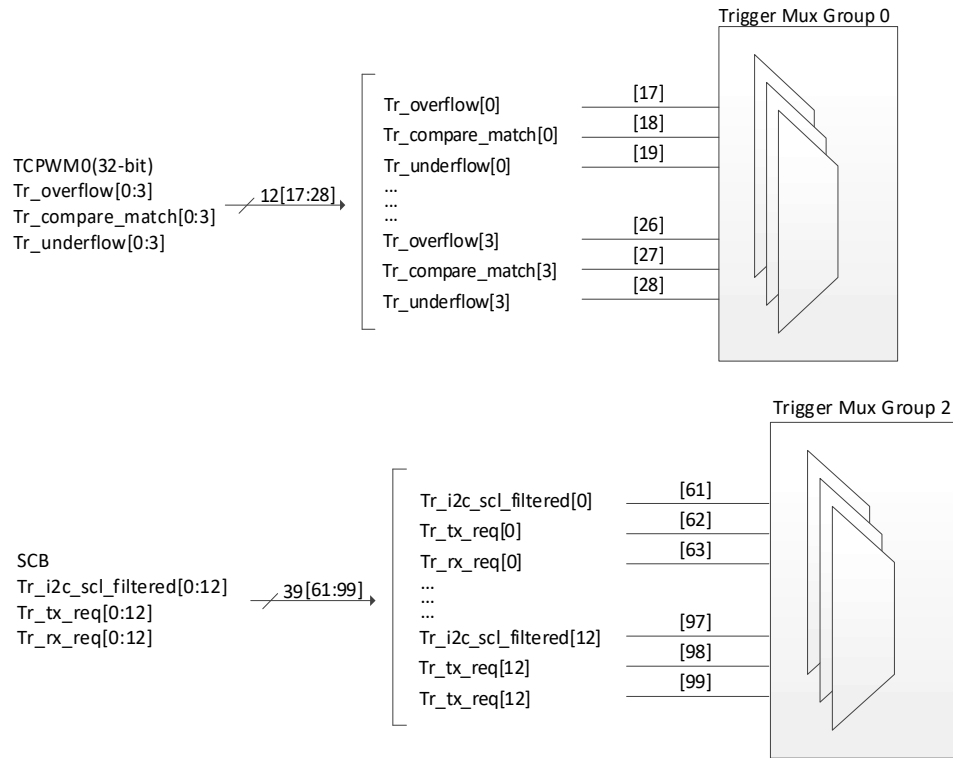 Trigger Mux Group 0
TCPWM0(32-bit)
Tr_overflow[0:3]
Tr_compare_match[0:3]
Tr_underflow[0:3]
12[17:28]
Tr_overflow[0]
[17]
Tr_compare_match[0]
[18]
Tr_underflow[0]
[19]
...
...
...
Tr_overflow[3]
[26]
Tr_compare_match[3]
[27]
Tr_underflow[3]
[28]
Trigger Mux Group 2
SCB
Tr_i2c_scl_filtered[0:12]
Tr_tx_req[0:12]
Tr_rx_req[0:12]
39[61:99]
Tr_i2c_scl_filtered[0]
[61]
Tr_tx_req[0]
[62]
Tr_rx_req[0]
[63]
...
...
...
Tr_i2c_scl_filtered[12]
[97]
Tr_tx_req[12]
[98]
Tr_tx_req[12]
[99]